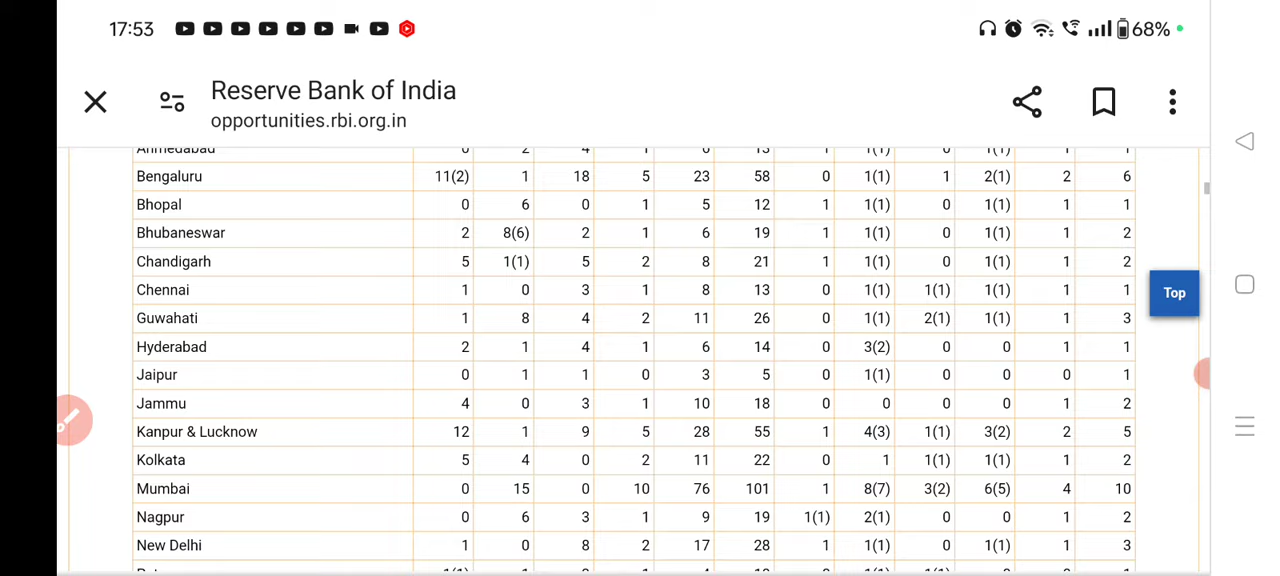 17:53 68%
Reserve Bank of India
opportunities.rbi.org.in
Ahmedabad 0 2 4 1 6 13 1 1(1) 0 1(1) 1 1
Bengaluru 11(2) 1 18 5 23 58 0 1(1) 1 2(1) 2 6
Bhopal 0 6 0 1 5 12 1 1(1) 0 1(1) 1 1
Bhubaneswar 2 8(6) 2 1 6 19 1 1(1) 0 1(1) 1 2
Chandigarh 5 1(1) 5 2 8 21 1 1(1) 0 1(1) 1 2
Chennai 1 0 3 1 8 13 0 1(1) 1(1) 1(1) 1 1
Top
Guwahati 1 8 4 2 11 26 0 1(1) 2(1) 1(1) 1 3
Hyderabad 2 1 4 1 6 14 0 3(2) 0 0 1 1
Jaipur 0 1 1 0 3 5 0 1(1) 0 0 0 1
Jammu 4 0 3 1 10 18 0 0 0 0 1 2
Kanpur & Lucknow 12 1 9 5 28 55 1 4(3) 1(1) 3(2) 2 5
Kolkata 5 4 0 2 11 22 0 1 1(1) 1(1) 1 2
Mumbai 0 15 0 10 76 101 1 8(7) 3(2) 6(5) 4 10
Nagpur 0 6 3 1 9 19 1(1) 2(1) 0 0 1 2
New Delhi 1 0 8 2 17 28 1 1(1) 0 1(1) 1 3